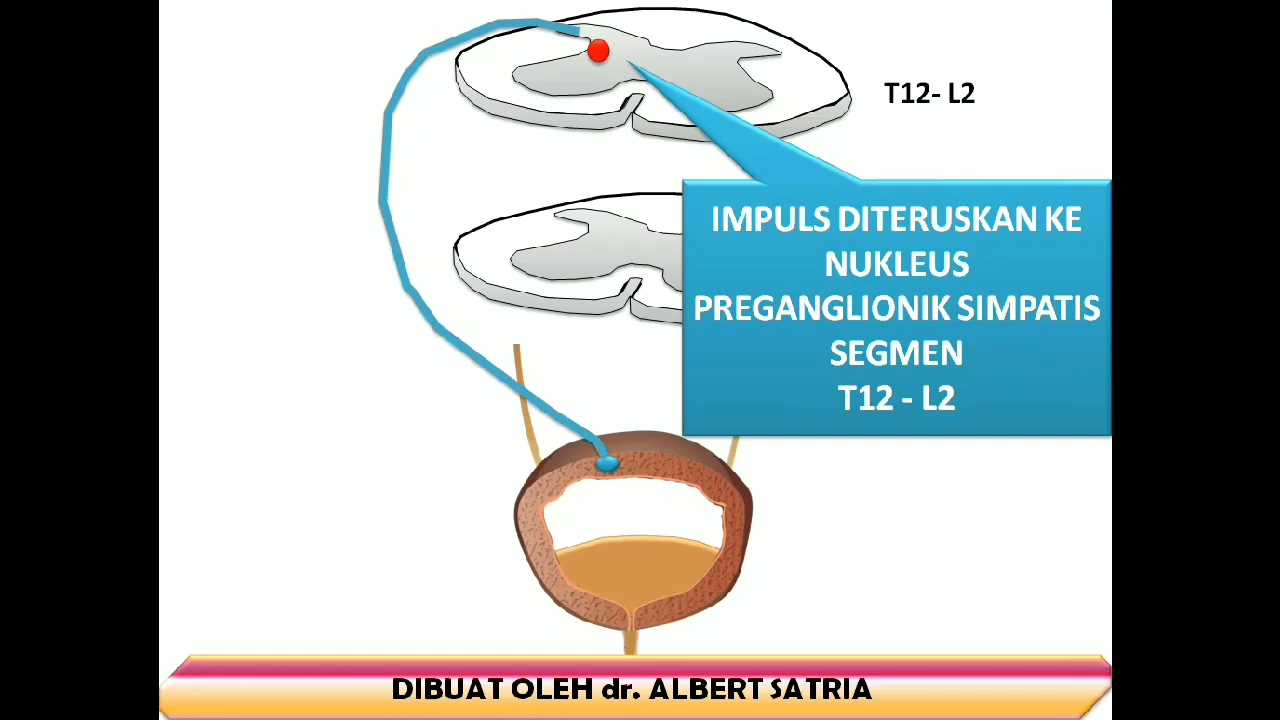 T12- L2
IMPULS DITERUSKAN KE
NUKLEUS
PREGANGLIONIK SIMPATIS
SEGMEN
T12 - L2
DIBUAT OLEH dr. ALBERT SATRIA